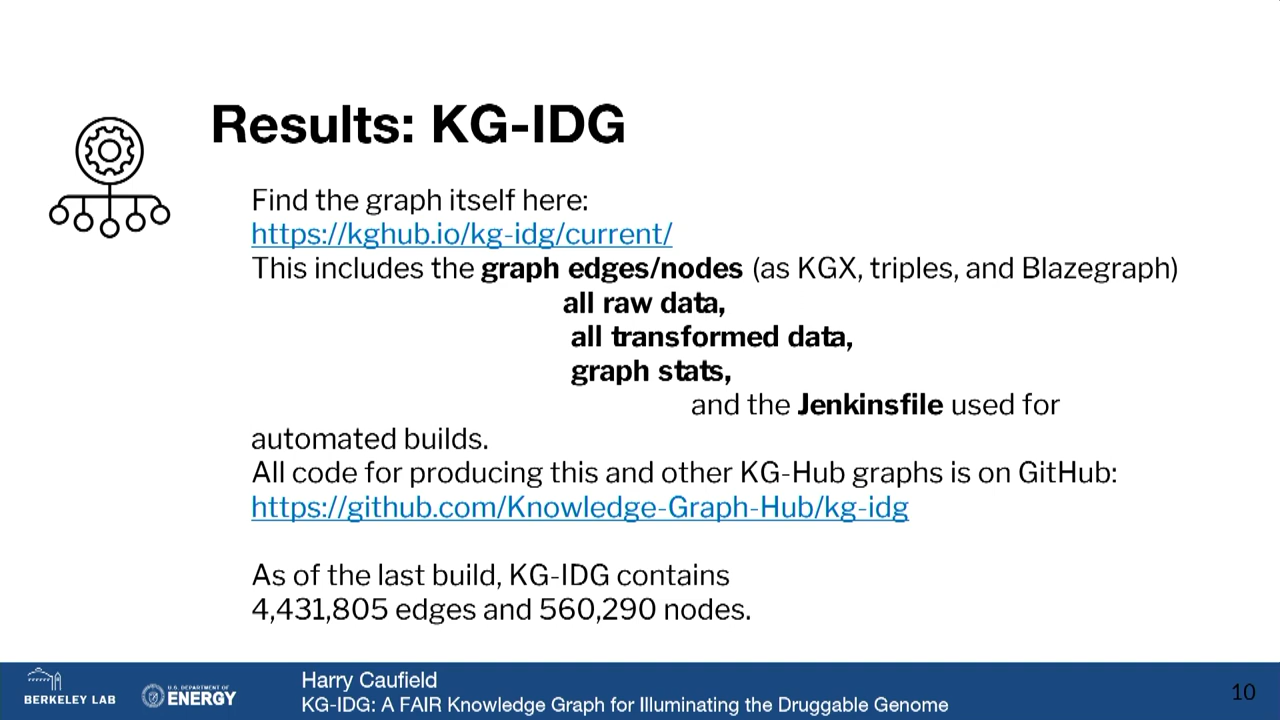 Results: KG-IDG
Find the graph itself here:
https://kghub.io/kg-idg/current/
This includes the graph edges/nodes (as KGX, triples, and Blazegraph)
all raw data,
all transformed data,
graph stats,
and the Jenkinsfile used for
automated builds.
All code for producing this and other KG-Hub graphs is on GitHub:
https://github.com/Knowledge-Graph-Hub/kg-idg
As of the last build, KG-IDG contains
4,431,805 edges and 560,290 nodes.
BERKELEY LAB
U.S. DEPARTMENT OF
ENERGY
Harry Caufield
KG-IDG: A FAIR Knowledge Graph for Illuminating the Druggable Genome
10